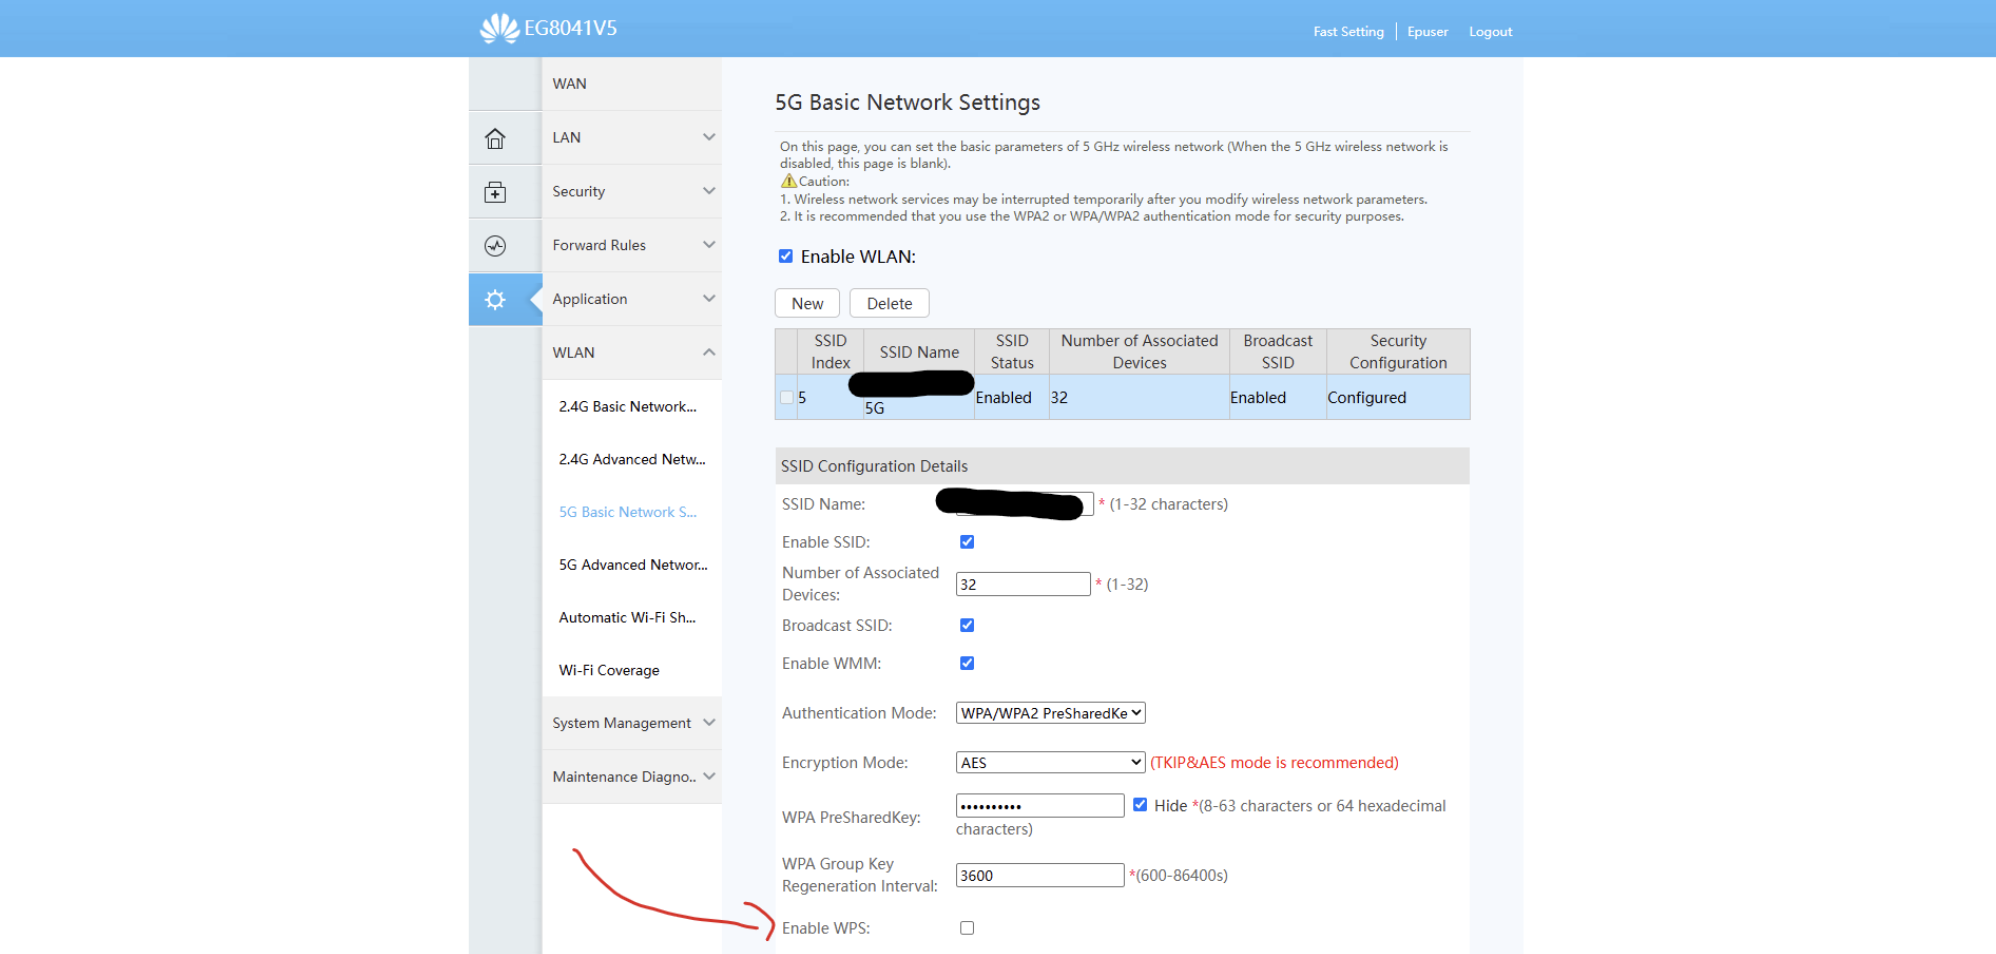 EG8041V5
Fast Setting
Epuser
Logout
WAN
LAN
Security
Forward Rules
Application
WLAN
2.4G Basic Network...
2.4G Advanced Netw...
5G Basic Network S...
5G Advanced Networ...
Automatic Wi-Fi Sh...
Wi-Fi Coverage
System Management
Maintenance Diagno..
5G Basic Network Settings
On this page, you can set the basic parameters of 5 GHz wireless network (When the 5 GHz wireless network is
disabled, this page is blank).
Caution:
1. Wireless network services may be interrupted temporarily after you modify wireless network parameters.
2. It is recommended that you use the WPA2 or WPA/WPA2 authentication mode for security purposes.
Enable WLAN:
New
Delete
SSID Index
SSID Name
SSID Status
Number of Associated Devices
Broadcast SSID
Security Configuration
5
5G
Enabled
32
Enabled
Configured
SSID Configuration Details
SSID Name:
* (1-32 characters)
Enable SSID:
Number of Associated Devices:
32
* (1-32)
Broadcast SSID:
Enable WMM:
Authentication Mode:
WPA/WPA2 PreSharedKe
Encryption Mode:
AES
(TKIP&AES mode is recommended)
WPA PreSharedKey:
••••••••••
Hide *(8-63 characters or 64 hexadecimal
characters)
WPA Group Key
Regeneration Interval:
3600
*(600-86400s)
Enable WPS: